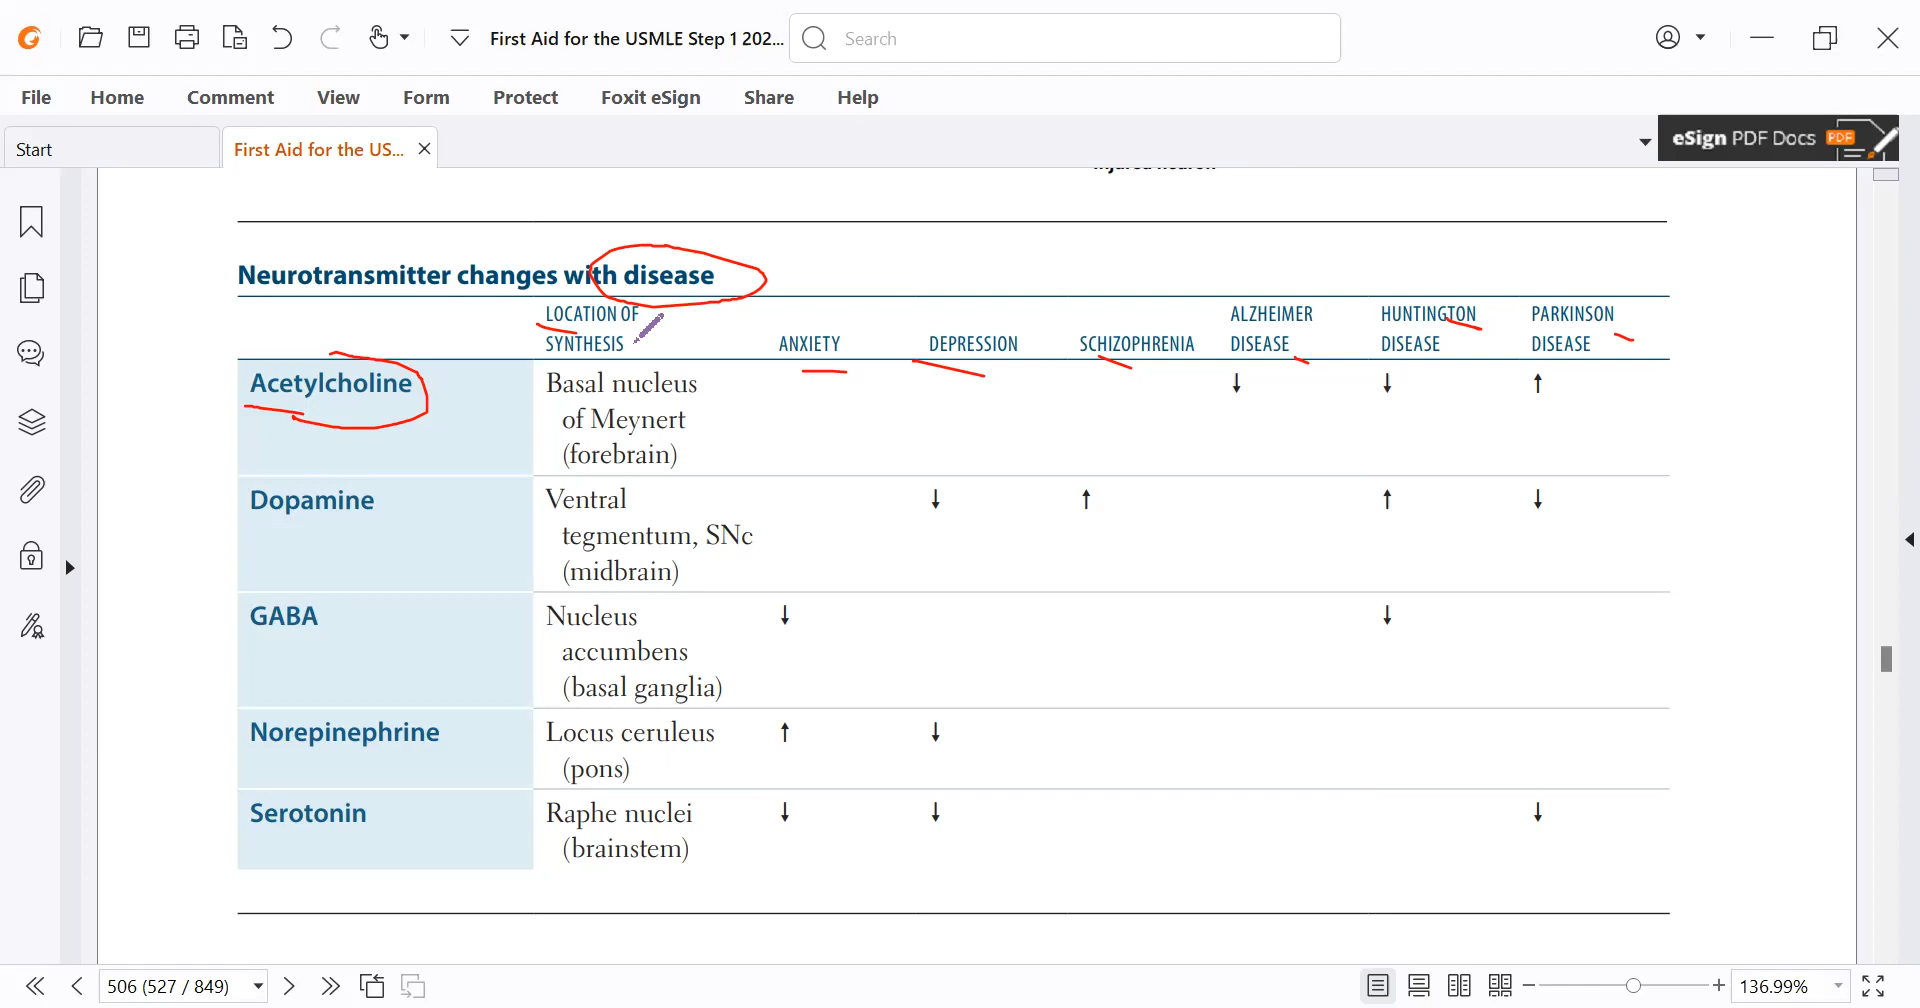 First Aid for the USMLE Step 1 202...
Search
File Home Comment View Form Protect Foxit eSign Share Help
Start
First Aid for the US...
eSign PDF Docs PDF
injured neuron
Neurotransmitter changes with disease
LOCATION OF SYNTHESIS ANXIETY DEPRESSION SCHIZOPHRENIA ALZHEIMER DISEASE HUNTINGTON DISEASE PARKINSON DISEASE
Acetylcholine Basal nucleus ↓ ↓ ↑
of Meynert
(forebrain)
Dopamine Ventral ↓ ↑ ↑ ↓
tegmentum, SNc
(midbrain)
GABA Nucleus ↓ ↓
accumbens
(basal ganglia)
Norepinephrine Locus ceruleus ↑ ↓
(pons)
Serotonin Raphe nuclei ↓ ↓ ↓
(brainstem)
506 (527 / 849)
136.99%